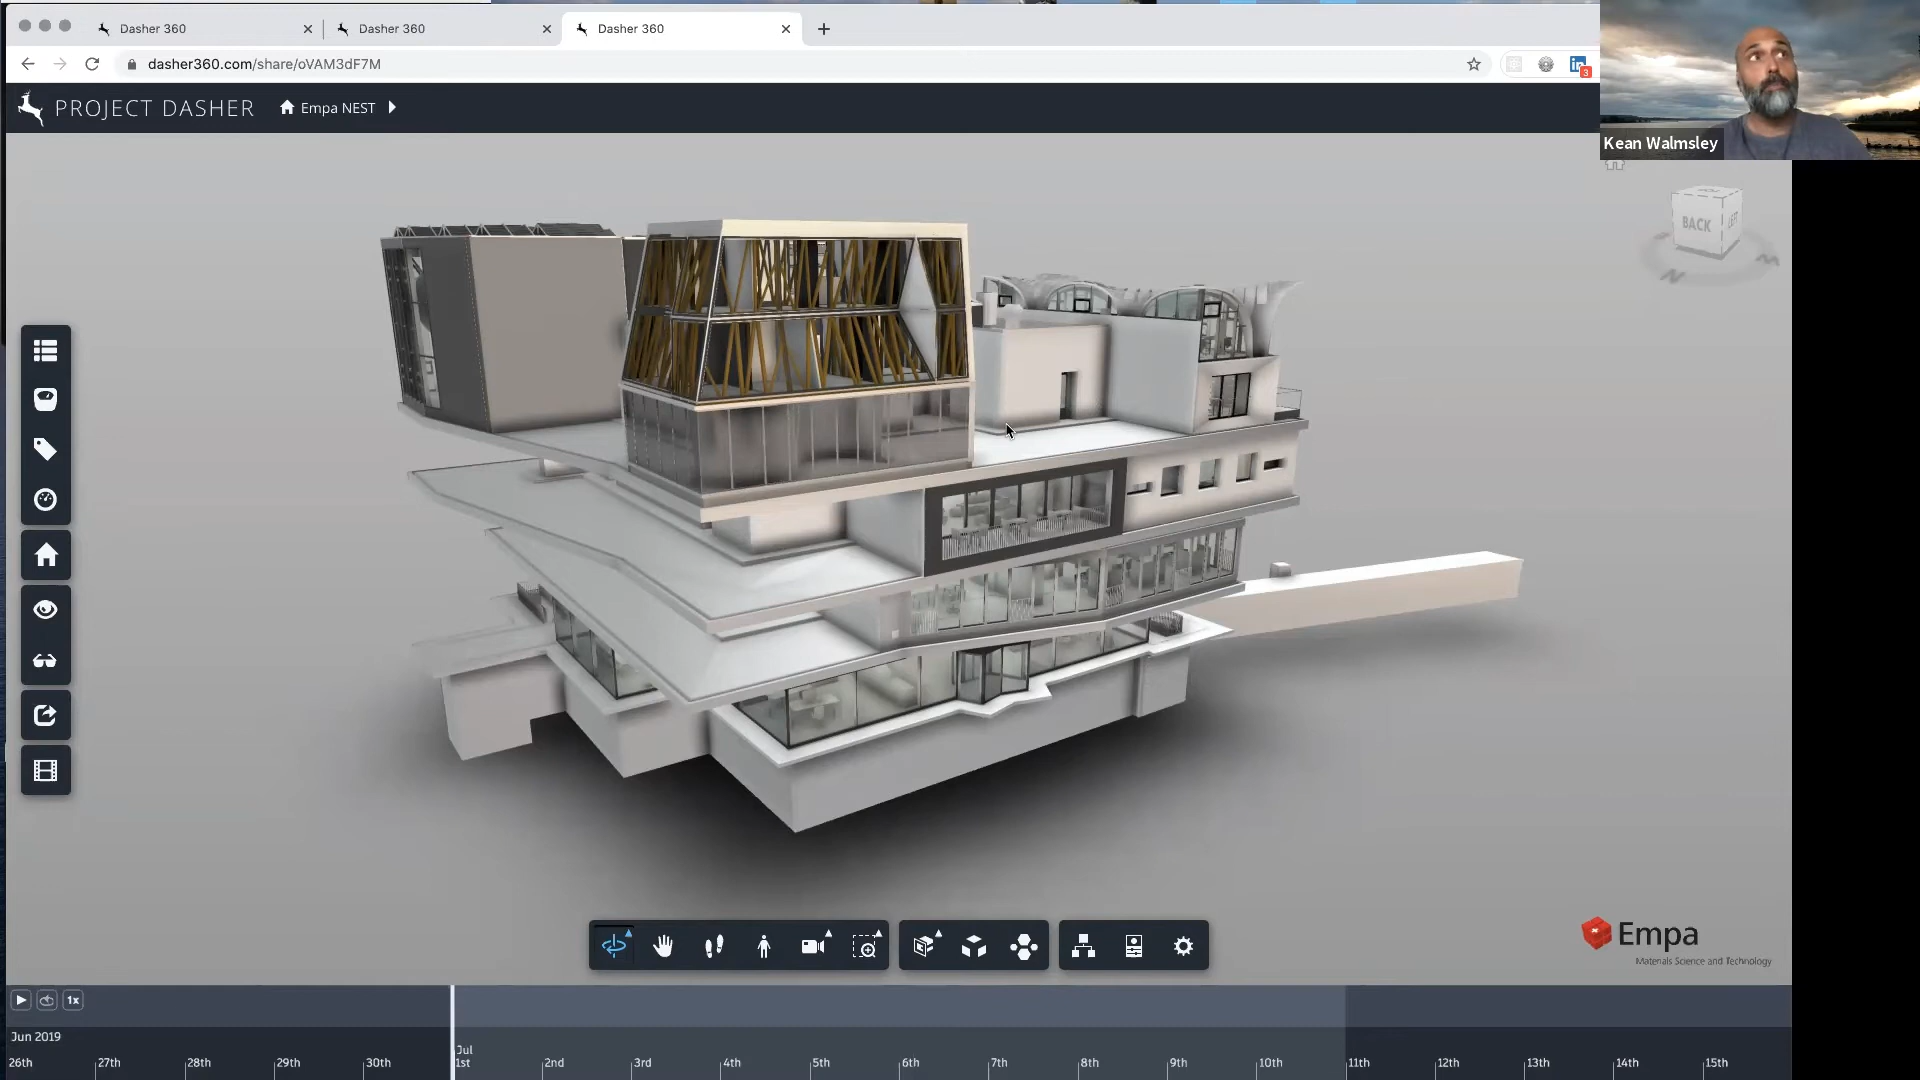 Dasher 360
Dasher 360
Dasher 360
dasher360.com/share/oVAM3dF7M
3
PROJECT DASHER
Empa NEST
Kean Walmsley
BACK
N
Empa
Materials Science and Technology
1x
Jun 2019
Jul
26th 27th 28th 29th 30th 1st 2nd 3rd 4th 5th 6th 7th 8th 9th 10th 11th 12th 13th 14th 15th